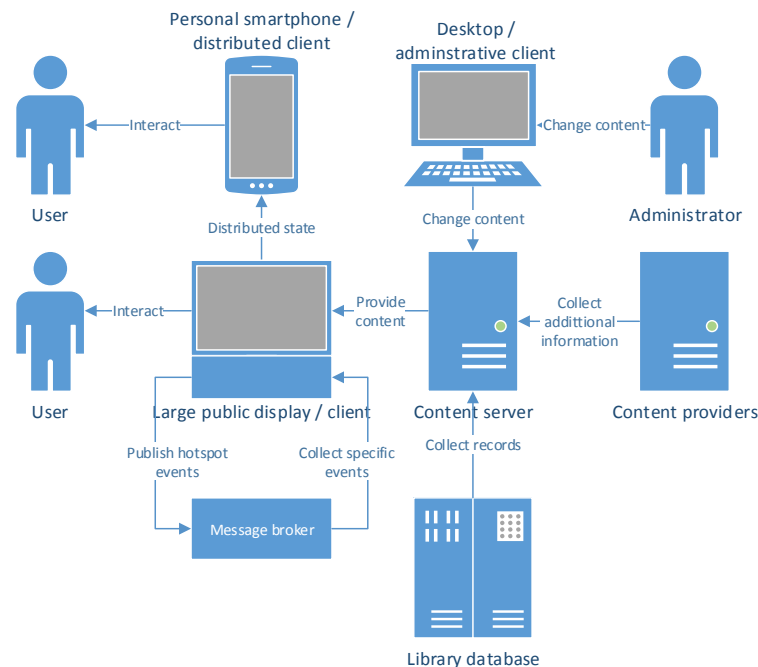 Personal smartphone /
distributed client
Desktop /
adminstrative client
Interact
Change content
User
Distributed state
Change content
Administrator
Interact
Provide
content
Collect
addittional
information
User
Large public display / client
Content server
Content providers
Publish hotspot
events
Collect specific
events
Collect records
Message broker
Library database